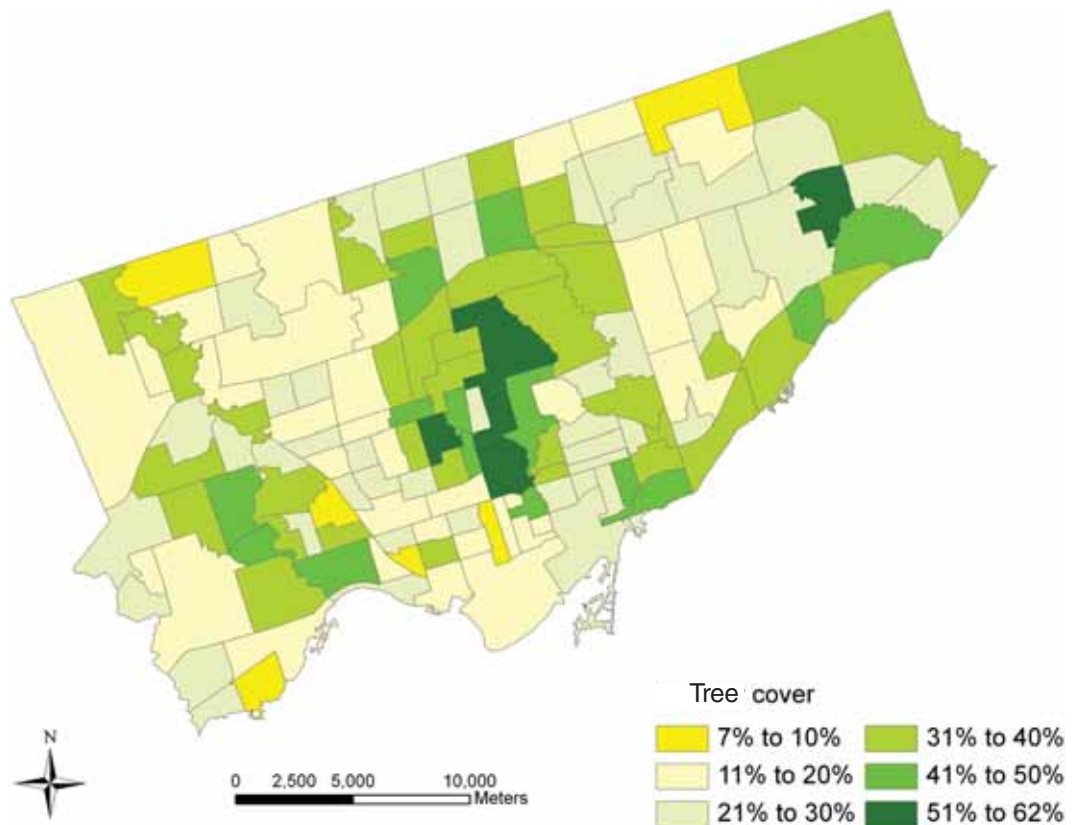 Tree cover
7% to 10%
31% to 40%
11% to 20%
41% to 50%
21% to 30%
51% to 62%
N
0 2,500 5,000 10,000
Meters